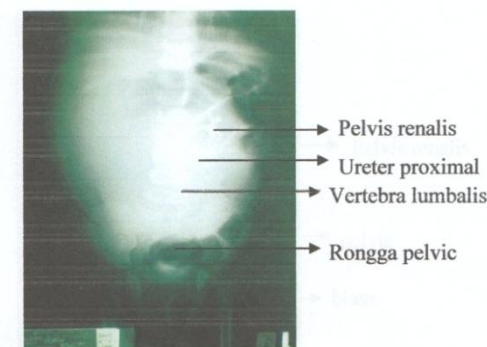 Pelvis renalis
Ureter proximal
Vertebra lumbalis
Rongga pelvic